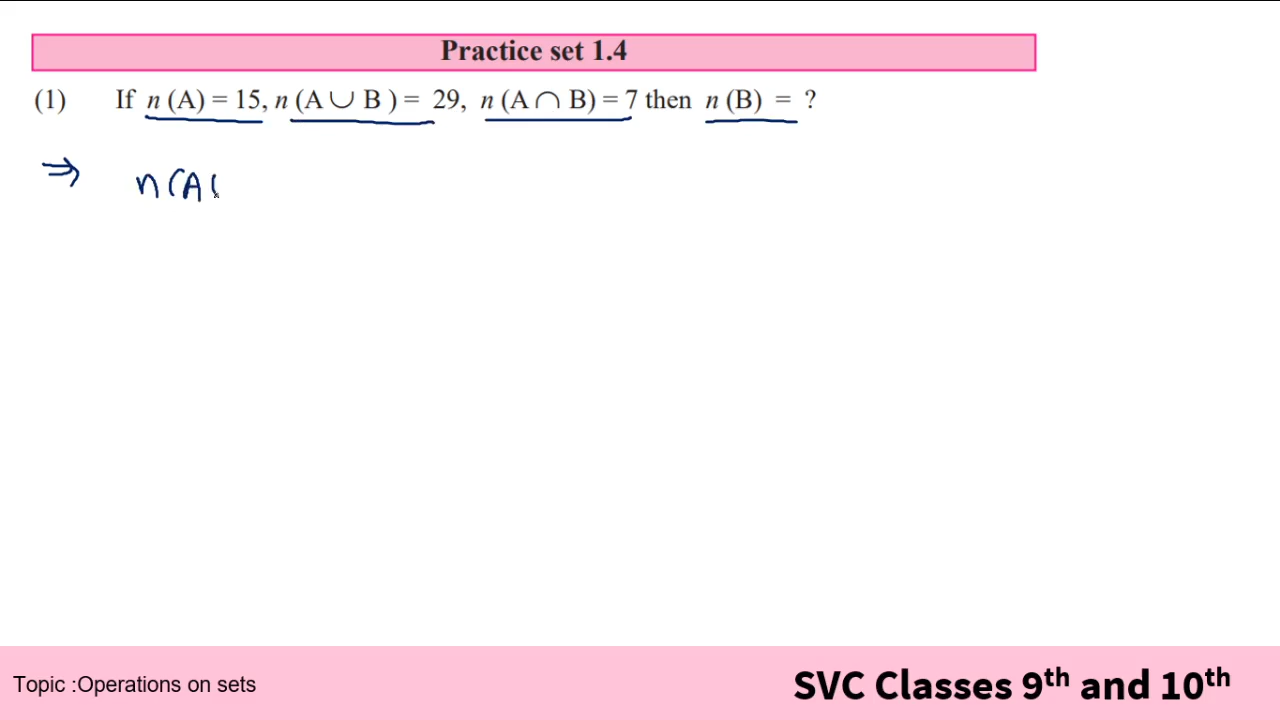 Practice set 1.4
(1) If n (A) = 15, n (A ∪ B ) = 29, n (A ∩ B) = 7 then n (B) = ?
⇒ n(A (
Topic :Operations on sets
SVC Classes 9th and 10th